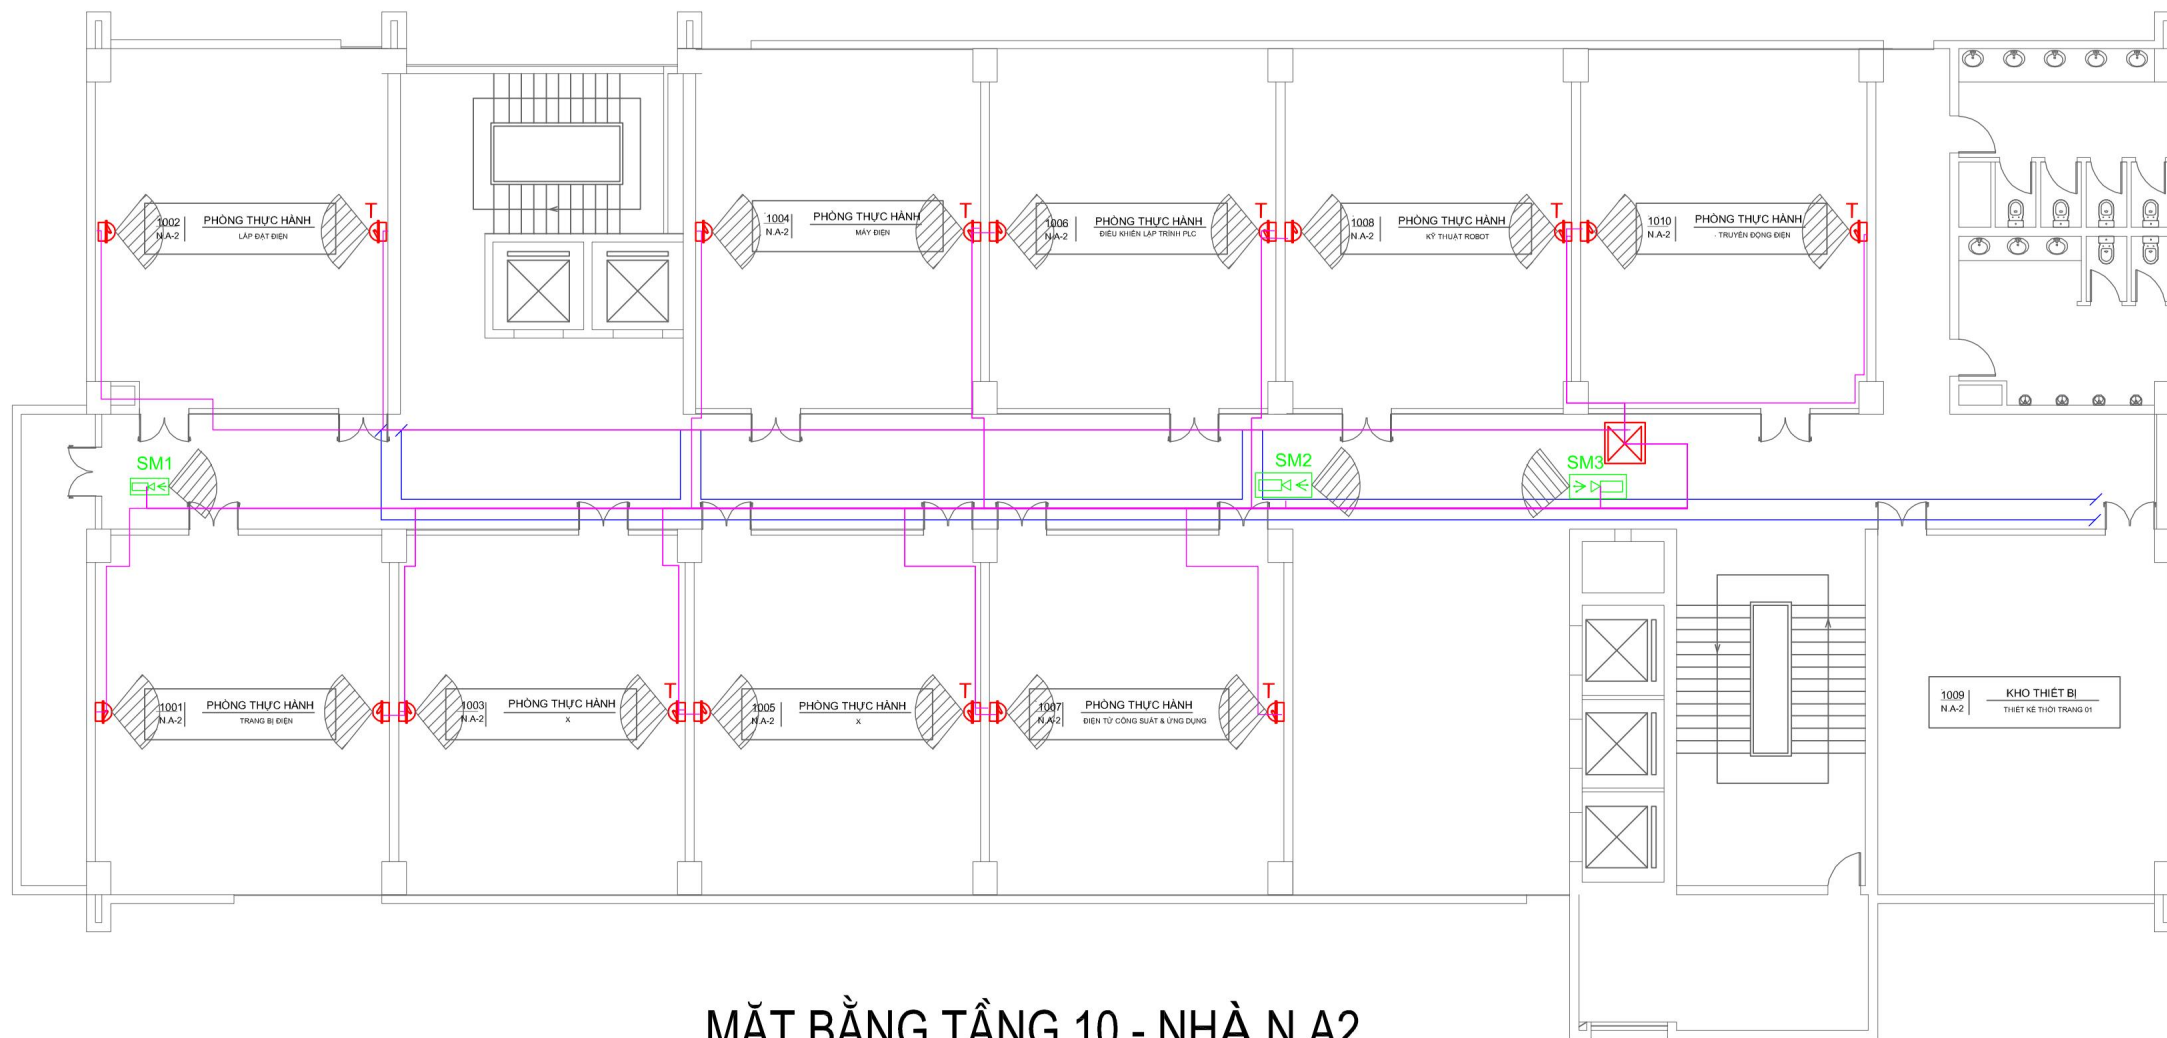 T
T
T
T
T
1002
N.A-2
PHÒNG THỰC HÀNH
LẮP ĐẶT ĐIỆN
1004
N.A-2
PHÒNG THỰC HÀNH
MÁY ĐIỆN
1006
N.A-2
PHÒNG THỰC HÀNH
ĐIỀU KHIỂN LẬP TRÌNH PLC
1008
N.A-2
PHÒNG THỰC HÀNH
KỸ THUẬT ROBOT
1010
N.A-2
PHÒNG THỰC HÀNH
TRUYỀN ĐỘNG ĐIỆN
SM1
SM2
SM3
T
T
T
1001
N.A-2
PHÒNG THỰC HÀNH
TRANG BỊ ĐIỆN
1003
N.A-2
PHÒNG THỰC HÀNH
X
1005
N.A-2
PHÒNG THỰC HÀNH
X
1007
N.A-2
PHÒNG THỰC HÀNH
ĐIỆN TỬ CÔNG SUẤT & ỨNG DỤNG
1009
N.A-2
KHO THIẾT BỊ
THIẾT KẾ THỜI TRANG 01
MẶT BẰNG TẦNG 10 - NHÀ N.A2